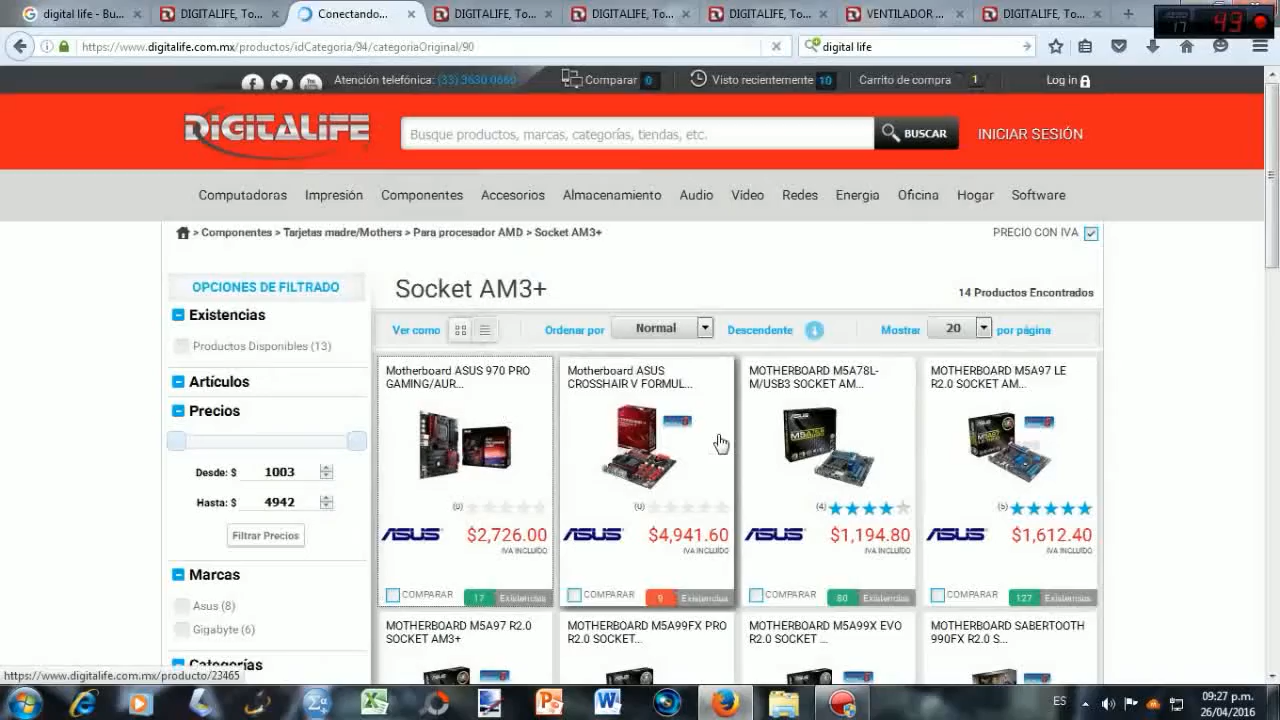 digital life - Bu...
DIGITALIFE, To...
Conectando...
DIGITALIFE, To...
DIGITALIFE, To...
DIGITALIFE, To...
VENTILADOR ...
DIGITALIFE, To...
17
43
https://www.digitalife.com.mx/productos/idCategoria/94/categoriaOriginal/90
digital life
Atención telefónica: (33) 3630 0660
Comparar 0
Visto recientemente 10
Carrito de compra 1
Log in
DIGITALIFE
Busque productos, marcas, categorías, tiendas, etc.
BUSCAR
INICIAR SESIÓN
Computadoras Impresión Componentes Accesorios Almacenamiento Audio Video Redes Energia Oficina Hogar Software
> Componentes > Tarjetas madre/Mothers > Para procesador AMD > Socket AM3+
PRECIO CON IVA
OPCIONES DE FILTRADO
Existencias
Productos Disponibles (13)
Artículos
Precios
Desde: $ 1003
Hasta: $ 4942
Filtrar Precios
Marcas
Asus (8)
Gigabyte (6)
Categorías
Socket AM3+
14 Productos Encontrados
Ver como
Ordenar por Normal Descendente
Mostrar 20 por página
Motherboard ASUS 970 PRO
GAMING/AUR...
(0)
ASUS $2,726.00
IVA INCLUÍDO
COMPARAR 17 Existencias
Motherboard ASUS
CROSSHAIR V FORMUL...
(0)
ASUS $4,941.60
IVA INCLUÍDO
COMPARAR 9 Existencias
MOTHERBOARD M5A78L-
M/USB3 SOCKET AM...
(4)
ASUS $1,194.80
IVA INCLUÍDO
COMPARAR 80 Existencias
MOTHERBOARD M5A97 LE
R2.0 SOCKET AM...
(5)
ASUS $1,612.40
IVA INCLUÍDO
COMPARAR 127 Existencias
MOTHERBOARD M5A97 R2.0
SOCKET AM3+
MOTHERBOARD M5A99FX PRO
R2.0 SOCKET...
MOTHERBOARD M5A99X EVO
R2.0 SOCKET ...
MOTHERBOARD SABERTOOTH
990FX R2.0 S...
https://www.digitalife.com.mx/producto/23465
ES
09:27 p.m.
26/04/2016